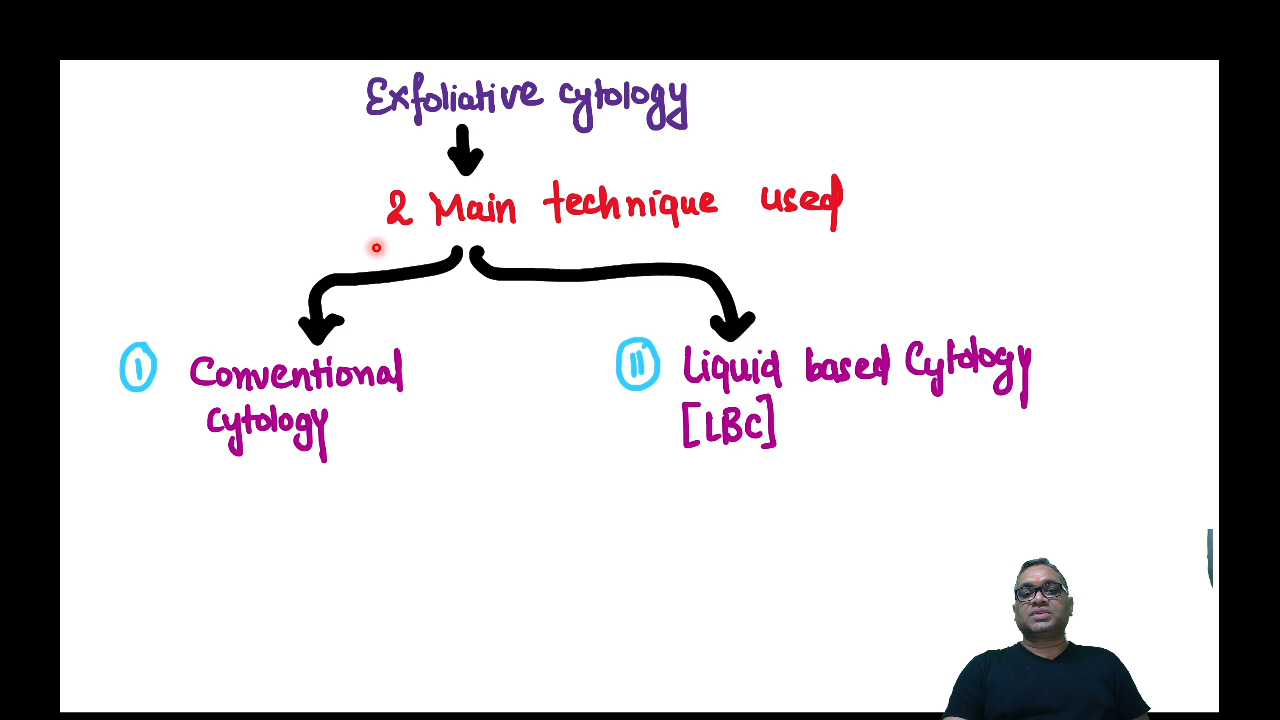 Exfoliative cytology
2 Main technique used
I Conventional
cytology
II Liquid based Cytology
[LBC]